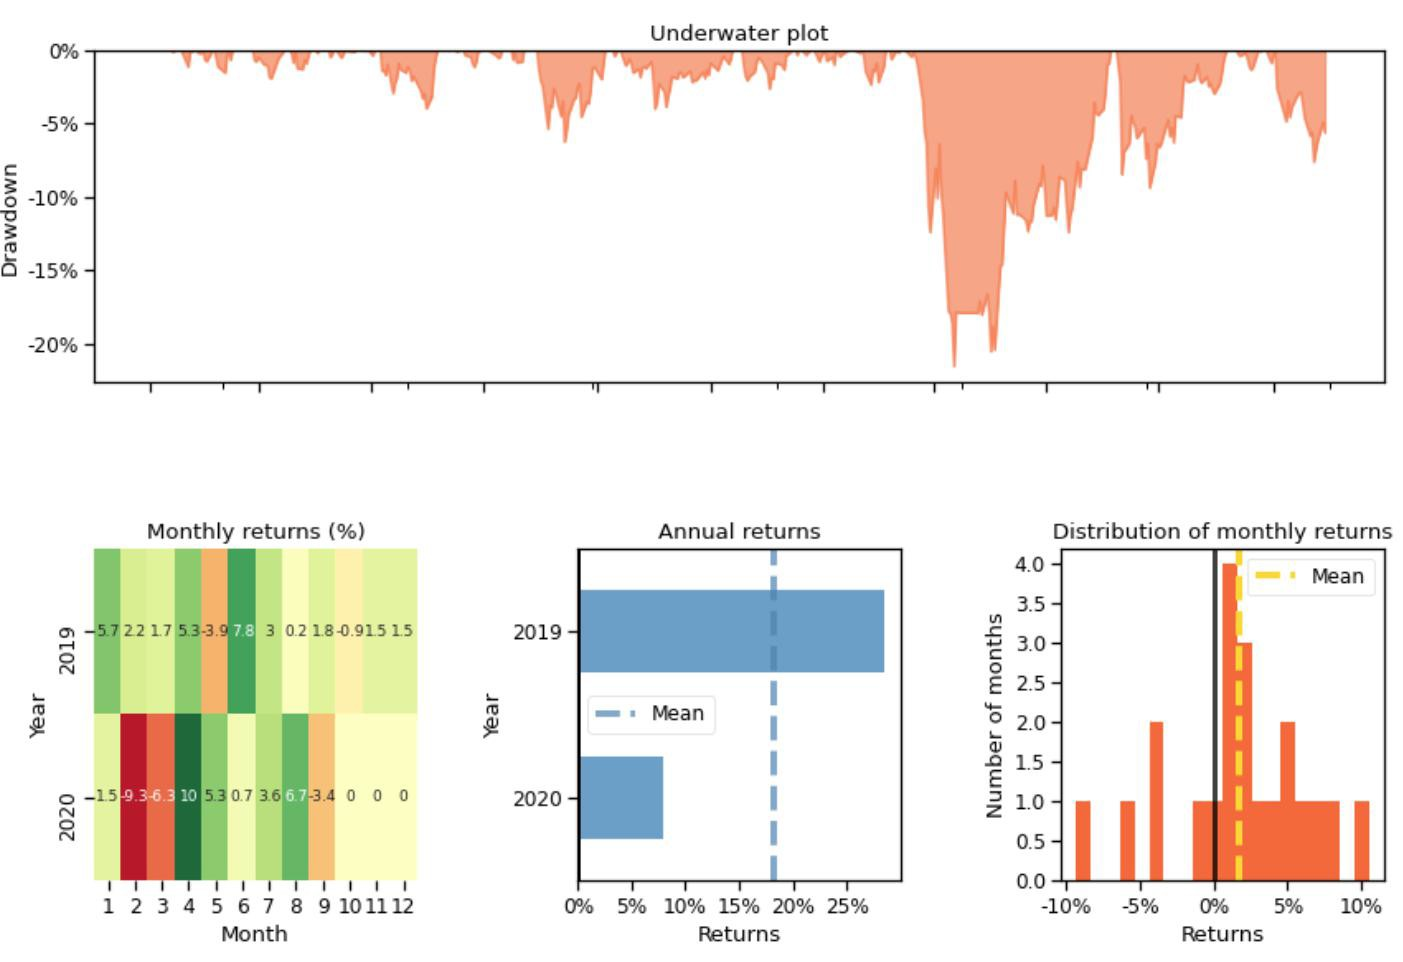 Underwater plot
0%
-5%
-10%
-15%
-20%
Drawdown
Monthly returns (%)
Year
2019
5.7 2.2 1.7 5.3 -3.9 7.8 3 0.2 1.8 -0.9 1.5 1.5
2020
1.5 -9.3 -6.3 10 5.3 0.7 3.6 6.7 -3.4 0 0 0
1 2 3 4 5 6 7 8 9 10 11 12
Month
Annual returns
Year
2019
Mean
2020
0% 5% 10% 15% 20% 25%
Returns
Distribution of monthly returns
Number of months
Mean
4.0
3.5
3.0
2.5
2.0
1.5
1.0
0.5
0.0
-10% -5% 0% 5% 10%
Returns